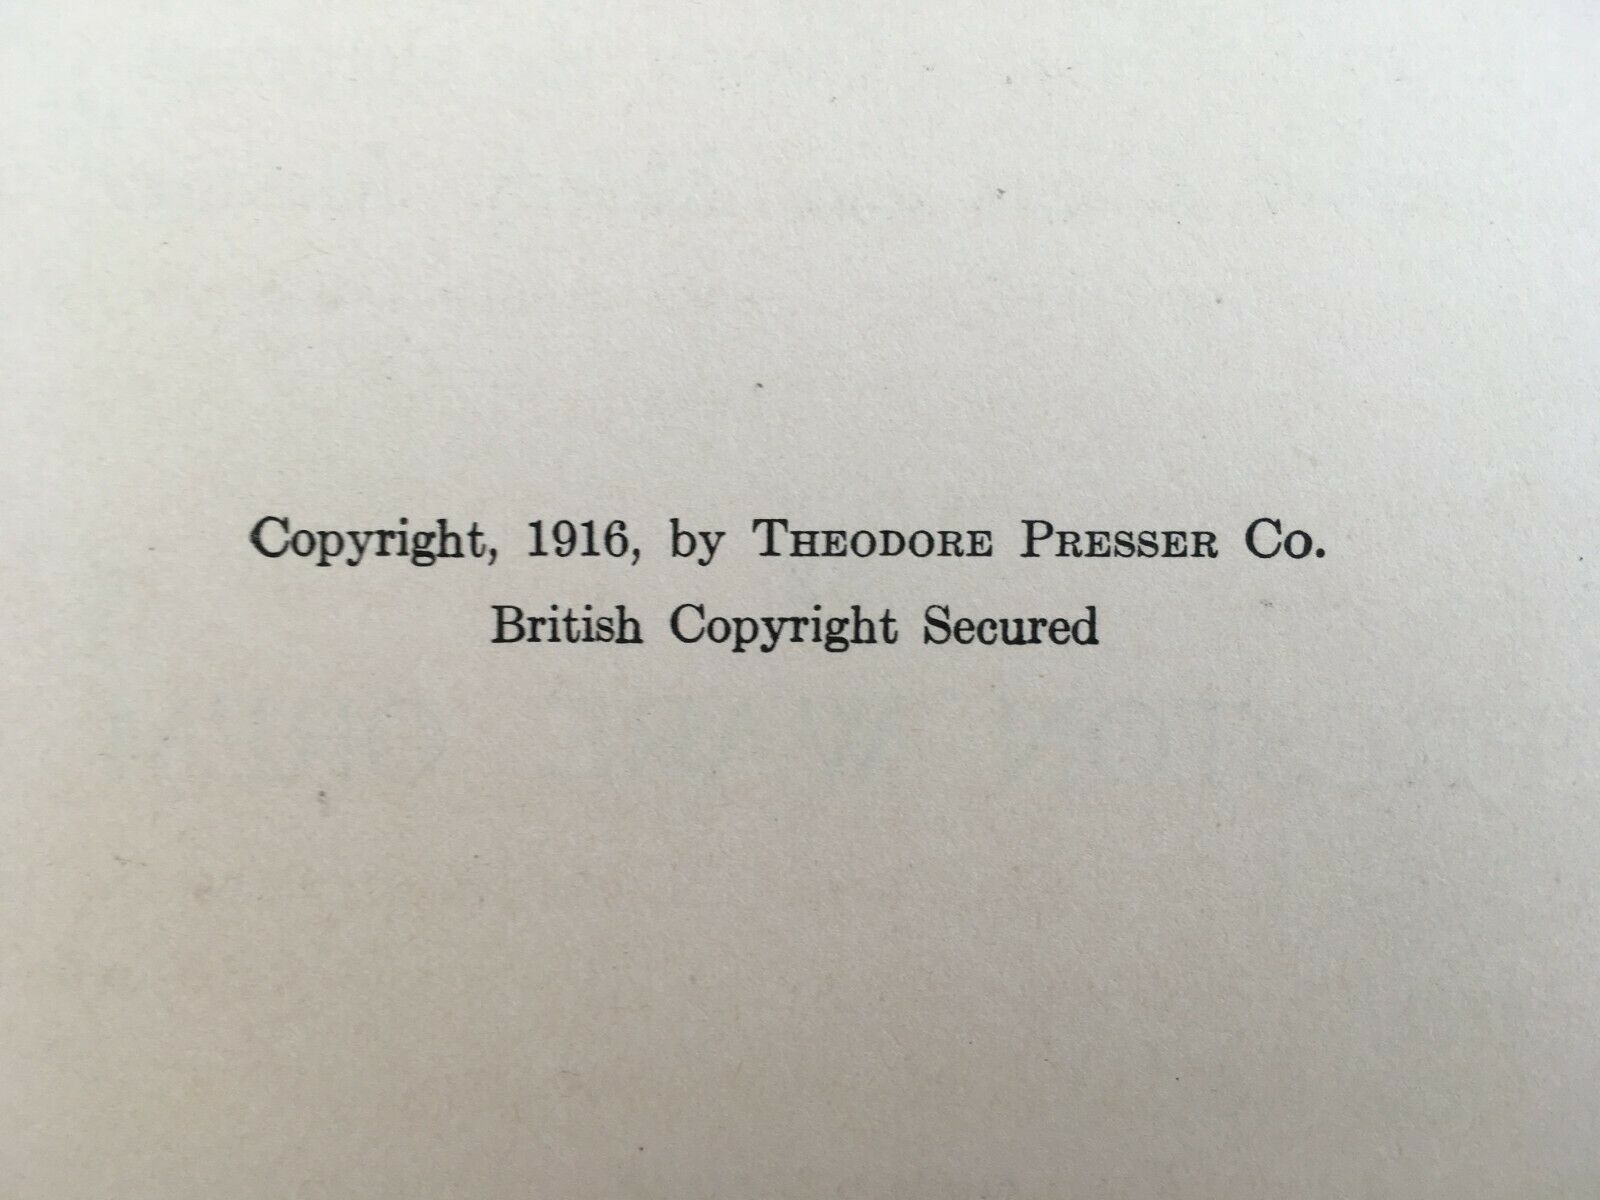 Copyright, 1916, by THEODORE PRESSER CO.
British Copyright Secured